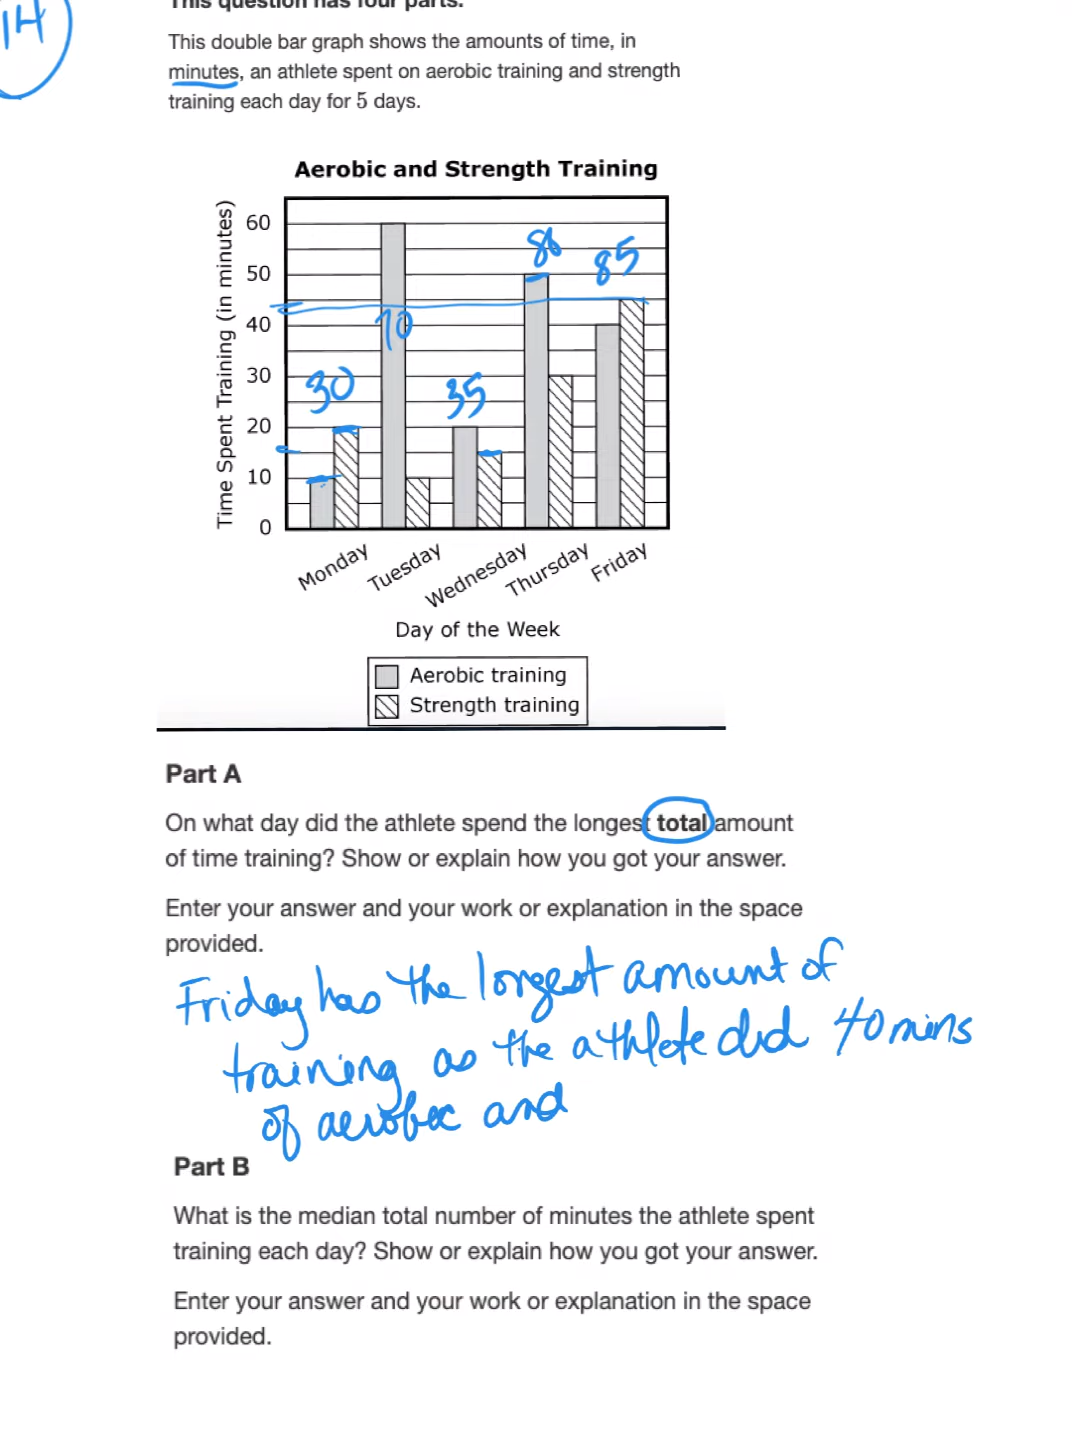 14
This question has four parts.
This double bar graph shows the amounts of time, in
minutes, an athlete spent on aerobic training and strength
training each day for 5 days.
Aerobic and Strength Training
Time Spent Training (in minutes)
60
50
40
30
20
10
0
30
70
35
80
85
Monday
Tuesday
Wednesday
Thursday
Friday
Day of the Week
Aerobic training
Strength training
Part A
On what day did the athlete spend the longest total amount
of time training? Show or explain how you got your answer.
Enter your answer and your work or explanation in the space
provided.
Friday has the longest amount of
training as the athlete did 40 mins
of aerobic and
Part B
What is the median total number of minutes the athlete spent
training each day? Show or explain how you got your answer.
Enter your answer and your work or explanation in the space
provided.